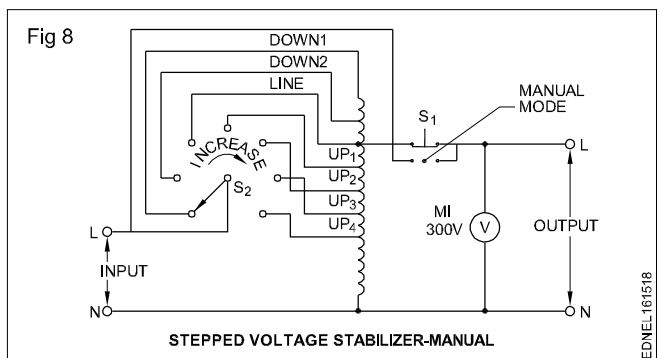 Fig 8
DOWN1
DOWN2
LINE
MANUAL
MODE
S1
INCREASE
S2
UP1
UP2
UP3
UP4
L
L
MI
300V
V
OUTPUT
INPUT
N
N
STEPPED VOLTAGE STABILIZER-MANUAL
EDNEL161518